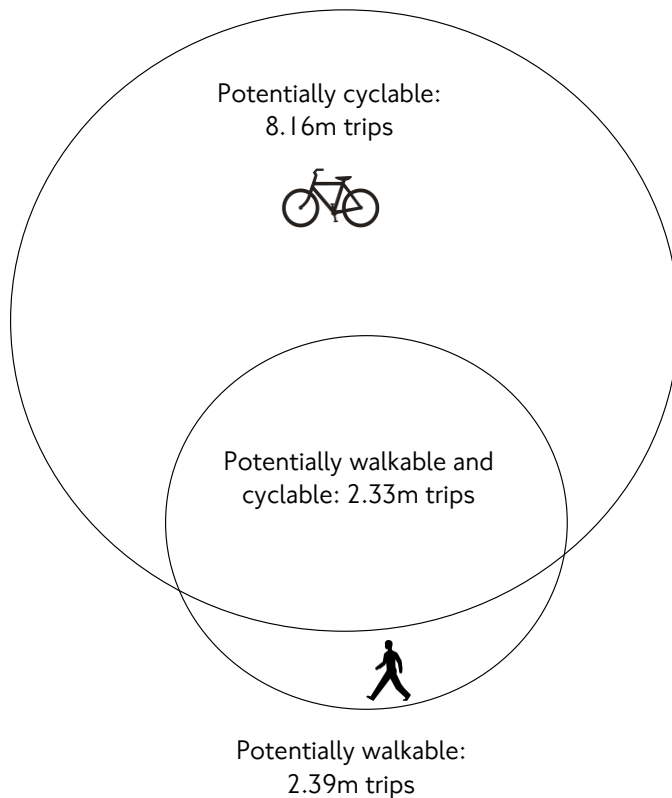 Potentially cyclable:
8.16m trips
Potentially walkable and
cyclable: 2.33m trips
Potentially walkable:
2.39m trips